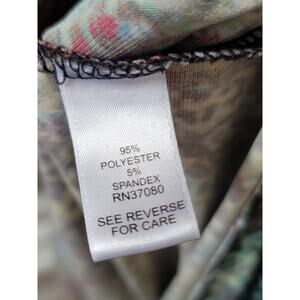 95%
POLYESTER
5%
SPANDEX
RN37080
SEE REVERSE
FOR CARE